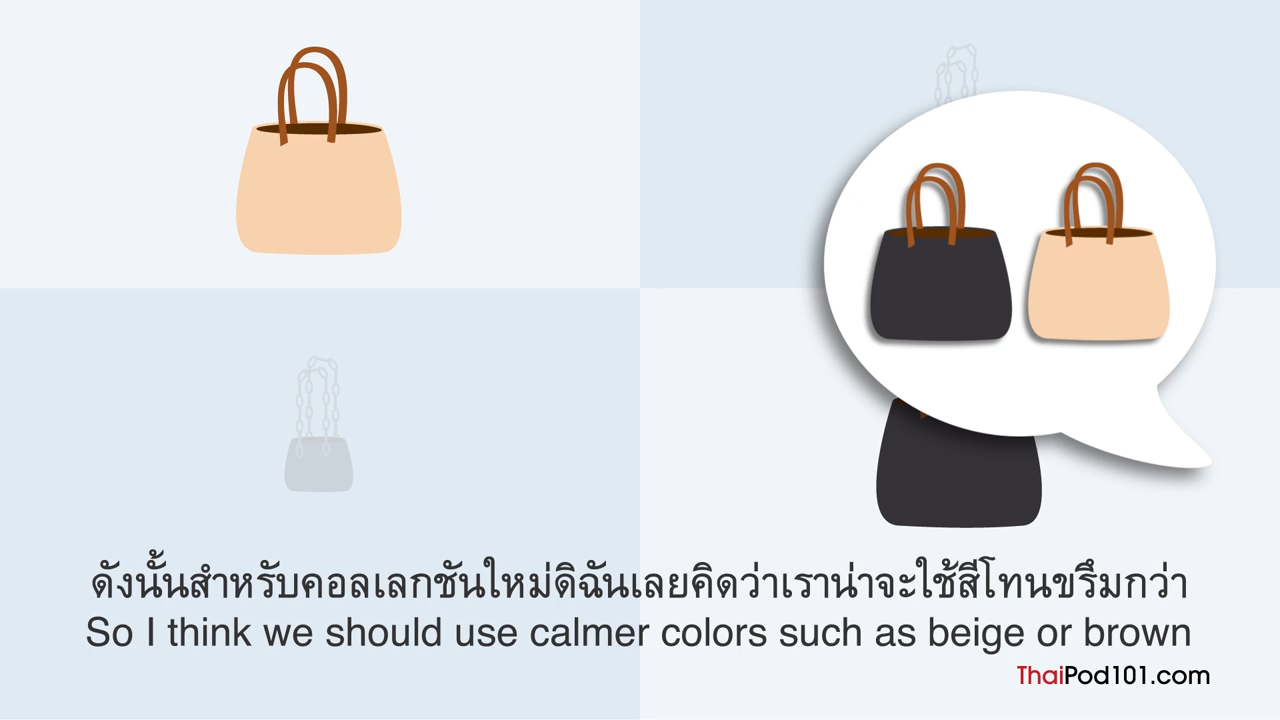 ดังนั้นสำหรับคอลเลกชันใหม่ดิฉันเลยคิดว่าเราน่าจะใช้สีโทนขรึมกว่า
So I think we should use calmer colors such as beige or brown
ThaiPod101.com